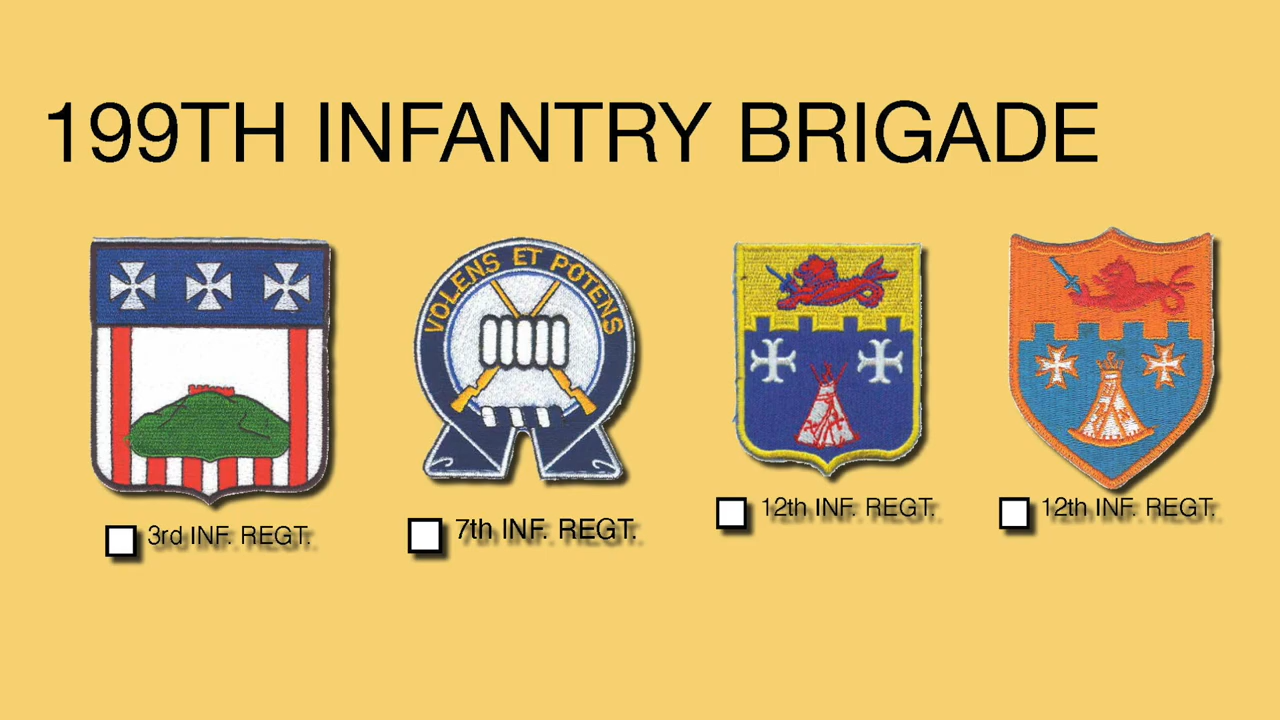 199TH INFANTRY BRIGADE
VOLENS ET POTENS
3rd INF. REGT.
7th INF. REGT.
12th INF. REGT.
12th INF. REGT.